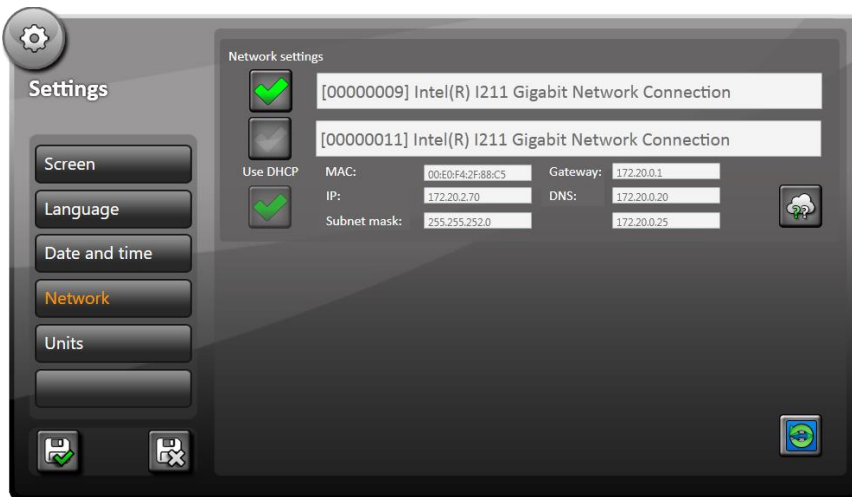 Settings
Screen
Language
Date and time
Network
Units
Network settings
[00000009] Intel(R) I211 Gigabit Network Connection
[00000011] Intel(R) I211 Gigabit Network Connection
Use DHCP
MAC: 00:E0:F4:2F:88:C5 Gateway: 172.20.0.1
IP: 172.20.2.70 DNS: 172.20.0.20
Subnet mask: 255.255.252.0 172.20.0.25
??